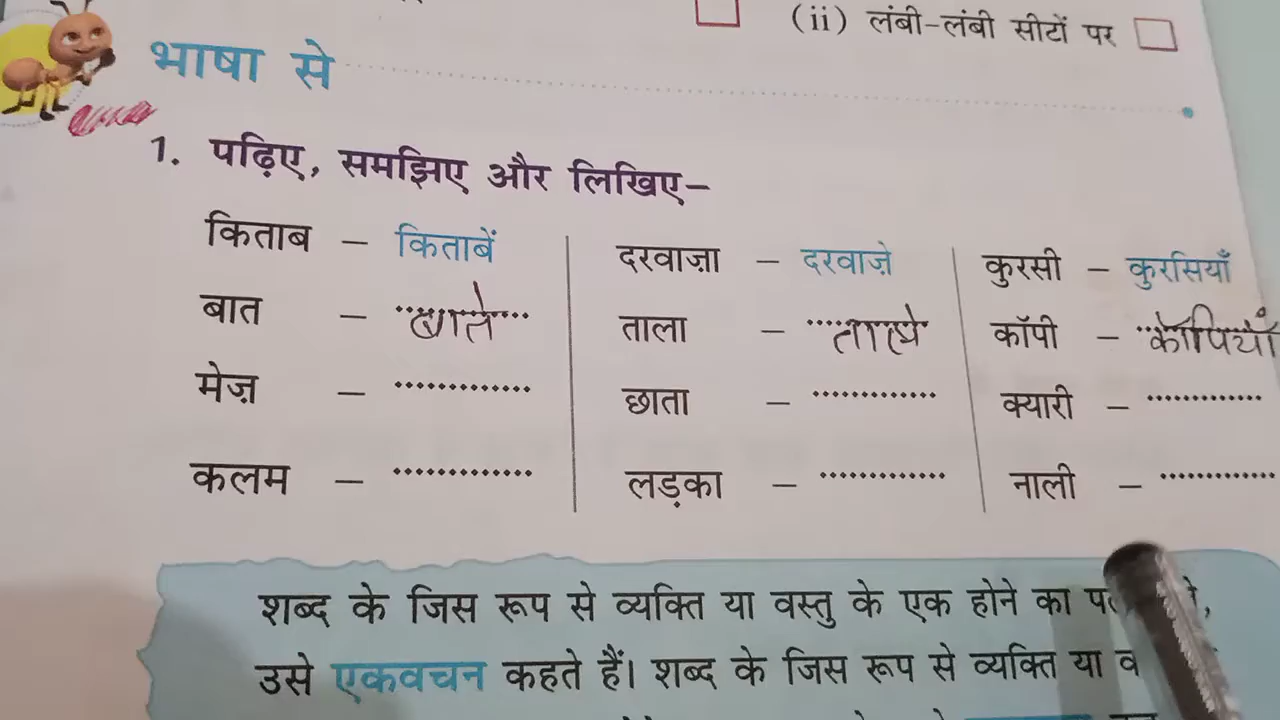 (ii) लंबी-लंबी सीटों पर
भाषा से
1. पढ़िए, समझिए और लिखिए–
किताब – किताबें दरवाज़ा – दरवाज़े कुरसी – कुरसियाँ
बात – बाते ताला – ताले कॉपी – कॉपियाँ
मेज़ – ............. छाता – ............. क्यारी – .............
कलम – ............. लड़का – ............. नाली – .............
शब्द के जिस रूप से व्यक्ति या वस्तु के एक होने का
उसे एकवचन कहते हैं। शब्द के जिस रूप से व्यक्ति या